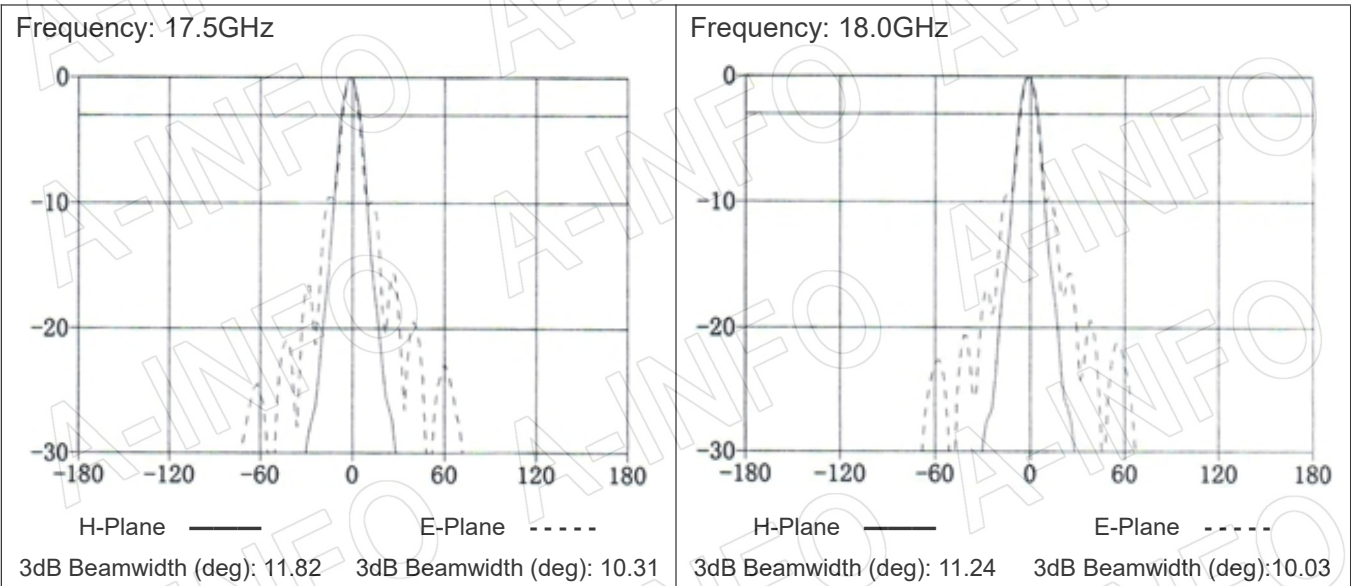 Frequency: 17.5GHz
0
-10
-20
-30
-180 -120 -60 0 60 120 180
H-Plane E-Plane
3dB Beamwidth (deg): 11.82 3dB Beamwidth (deg): 10.31
Frequency: 18.0GHz
0
-10
-20
-30
-180 -120 -60 0 60 120 180
H-Plane E-Plane
3dB Beamwidth (deg): 11.24 3dB Beamwidth (deg):10.03
A-INFO